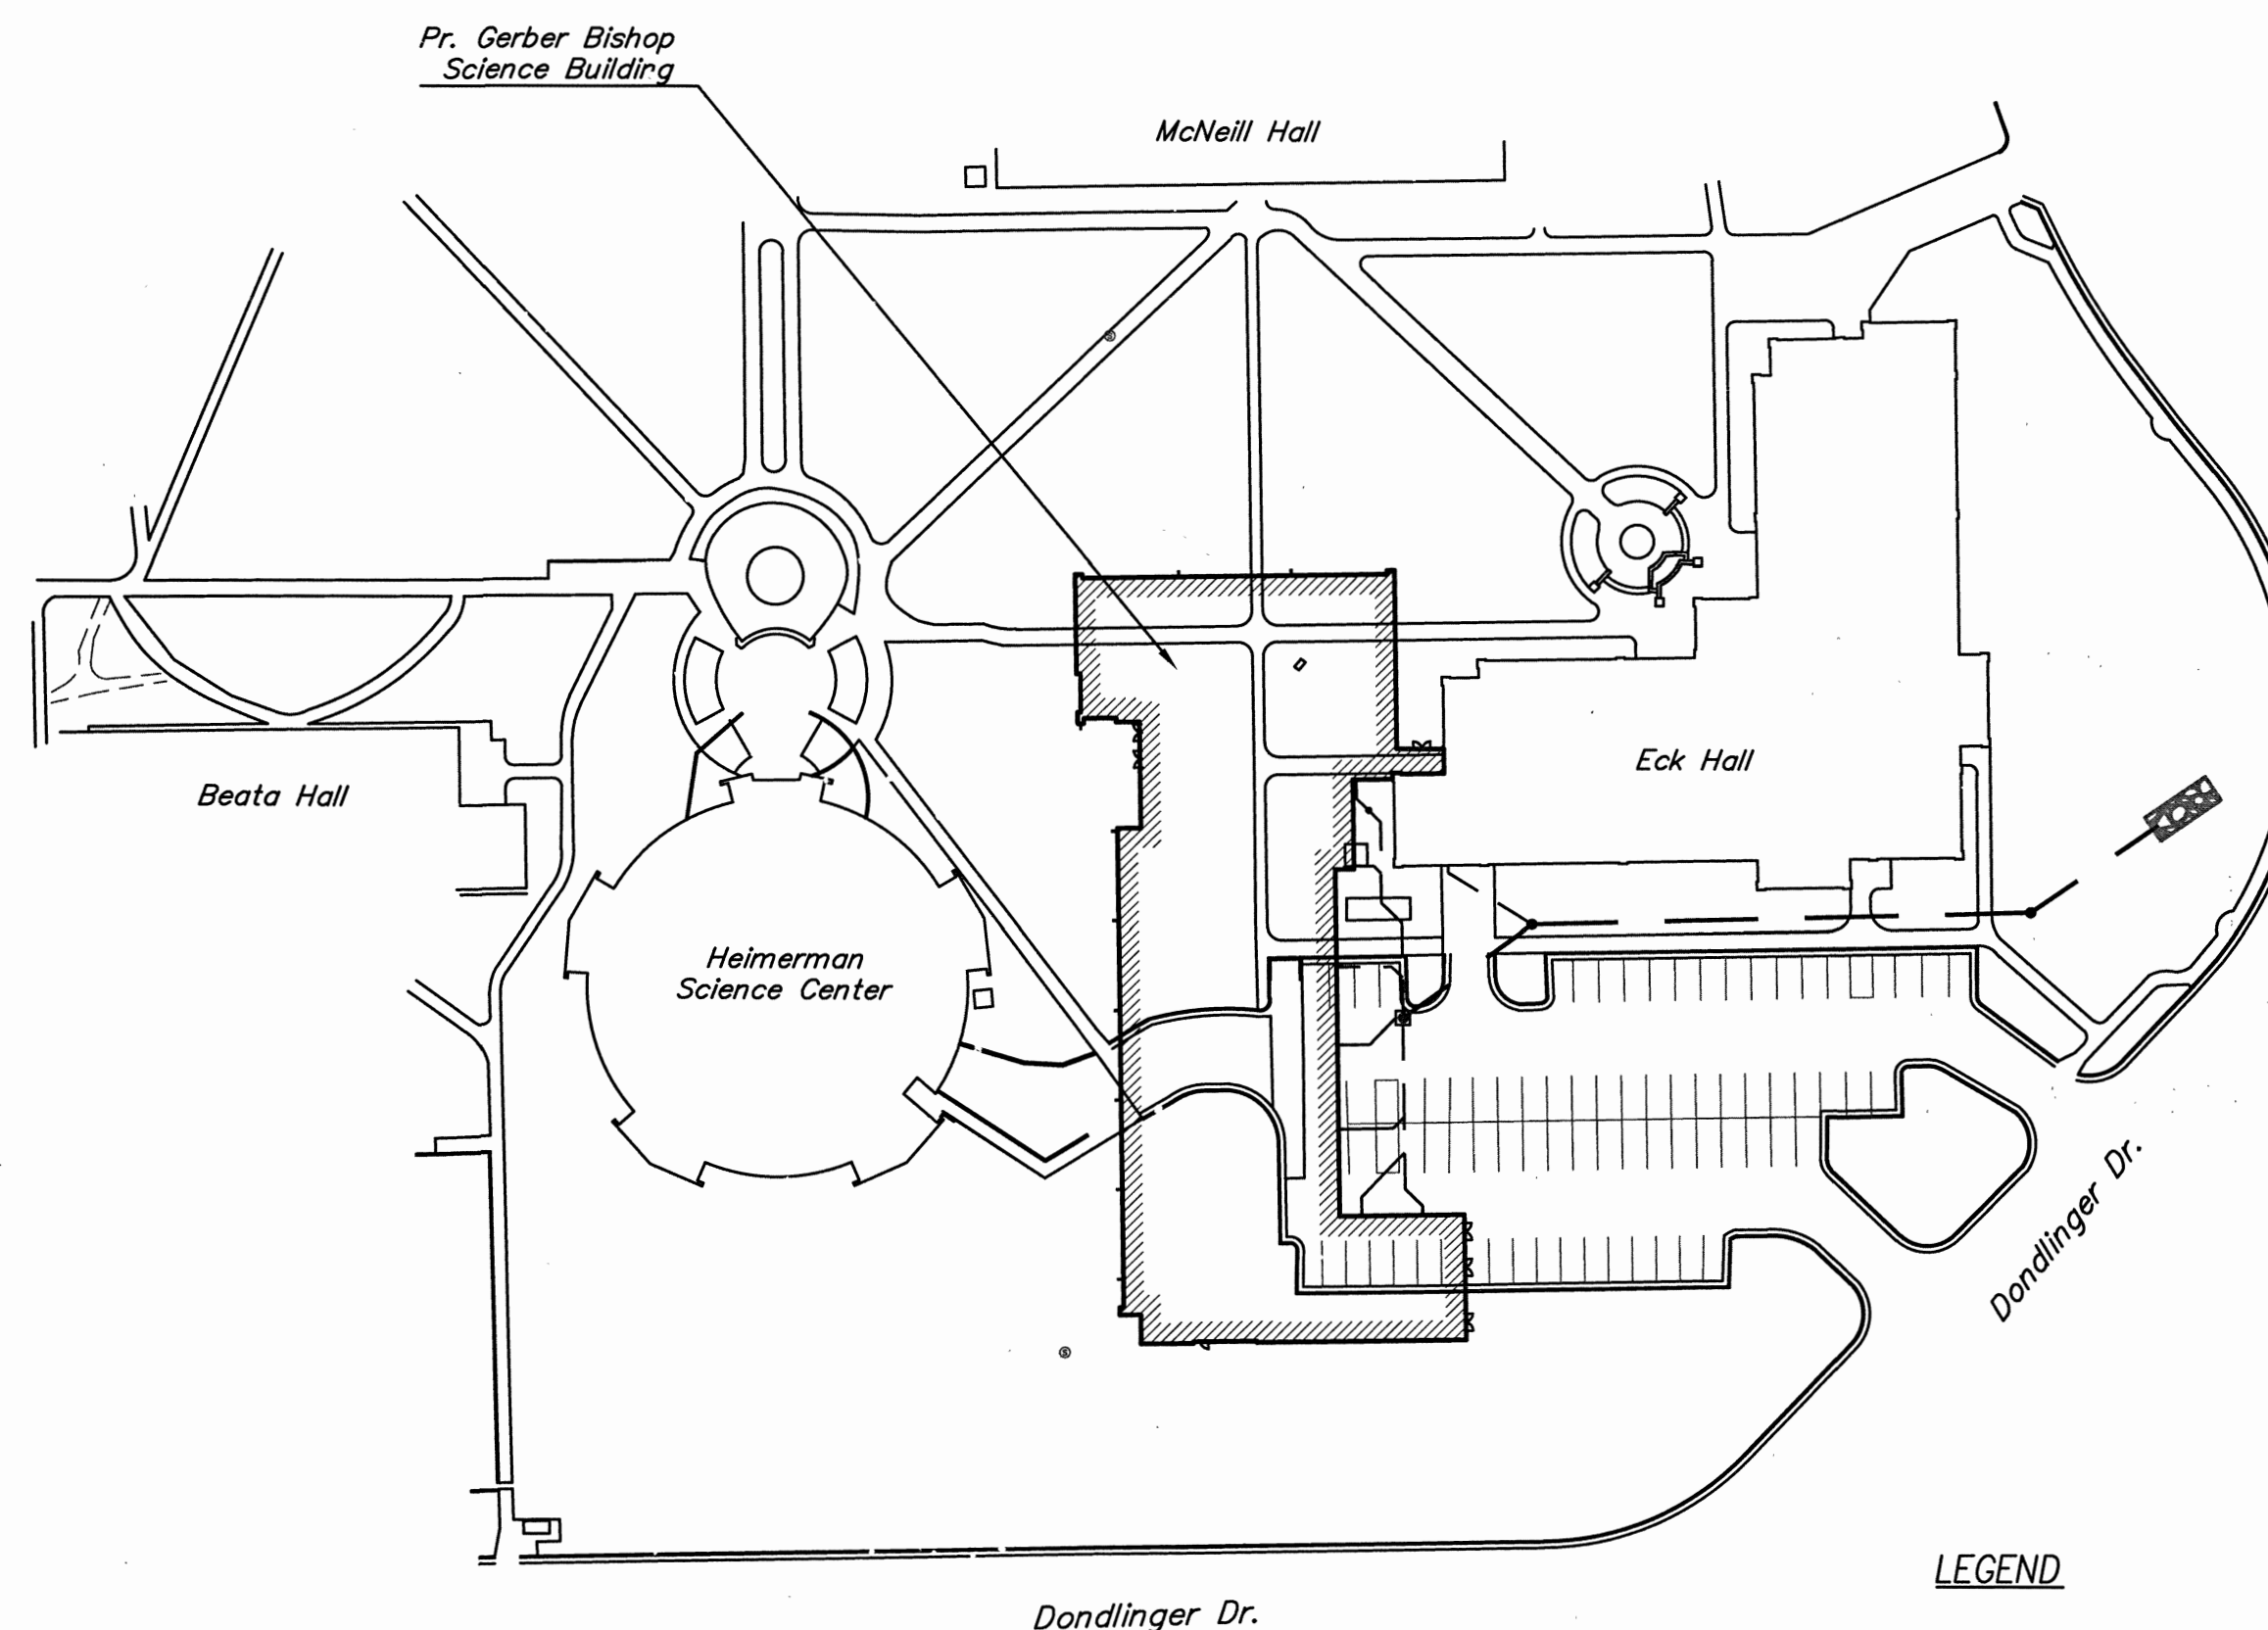 Pr. Gerber Bishop
Science Building
McNeill Hall
Eck Hall
Beata Hall
Heimerman
Science Center
Dondlinger Dr.
LEGEND
Dondlinger Dr.